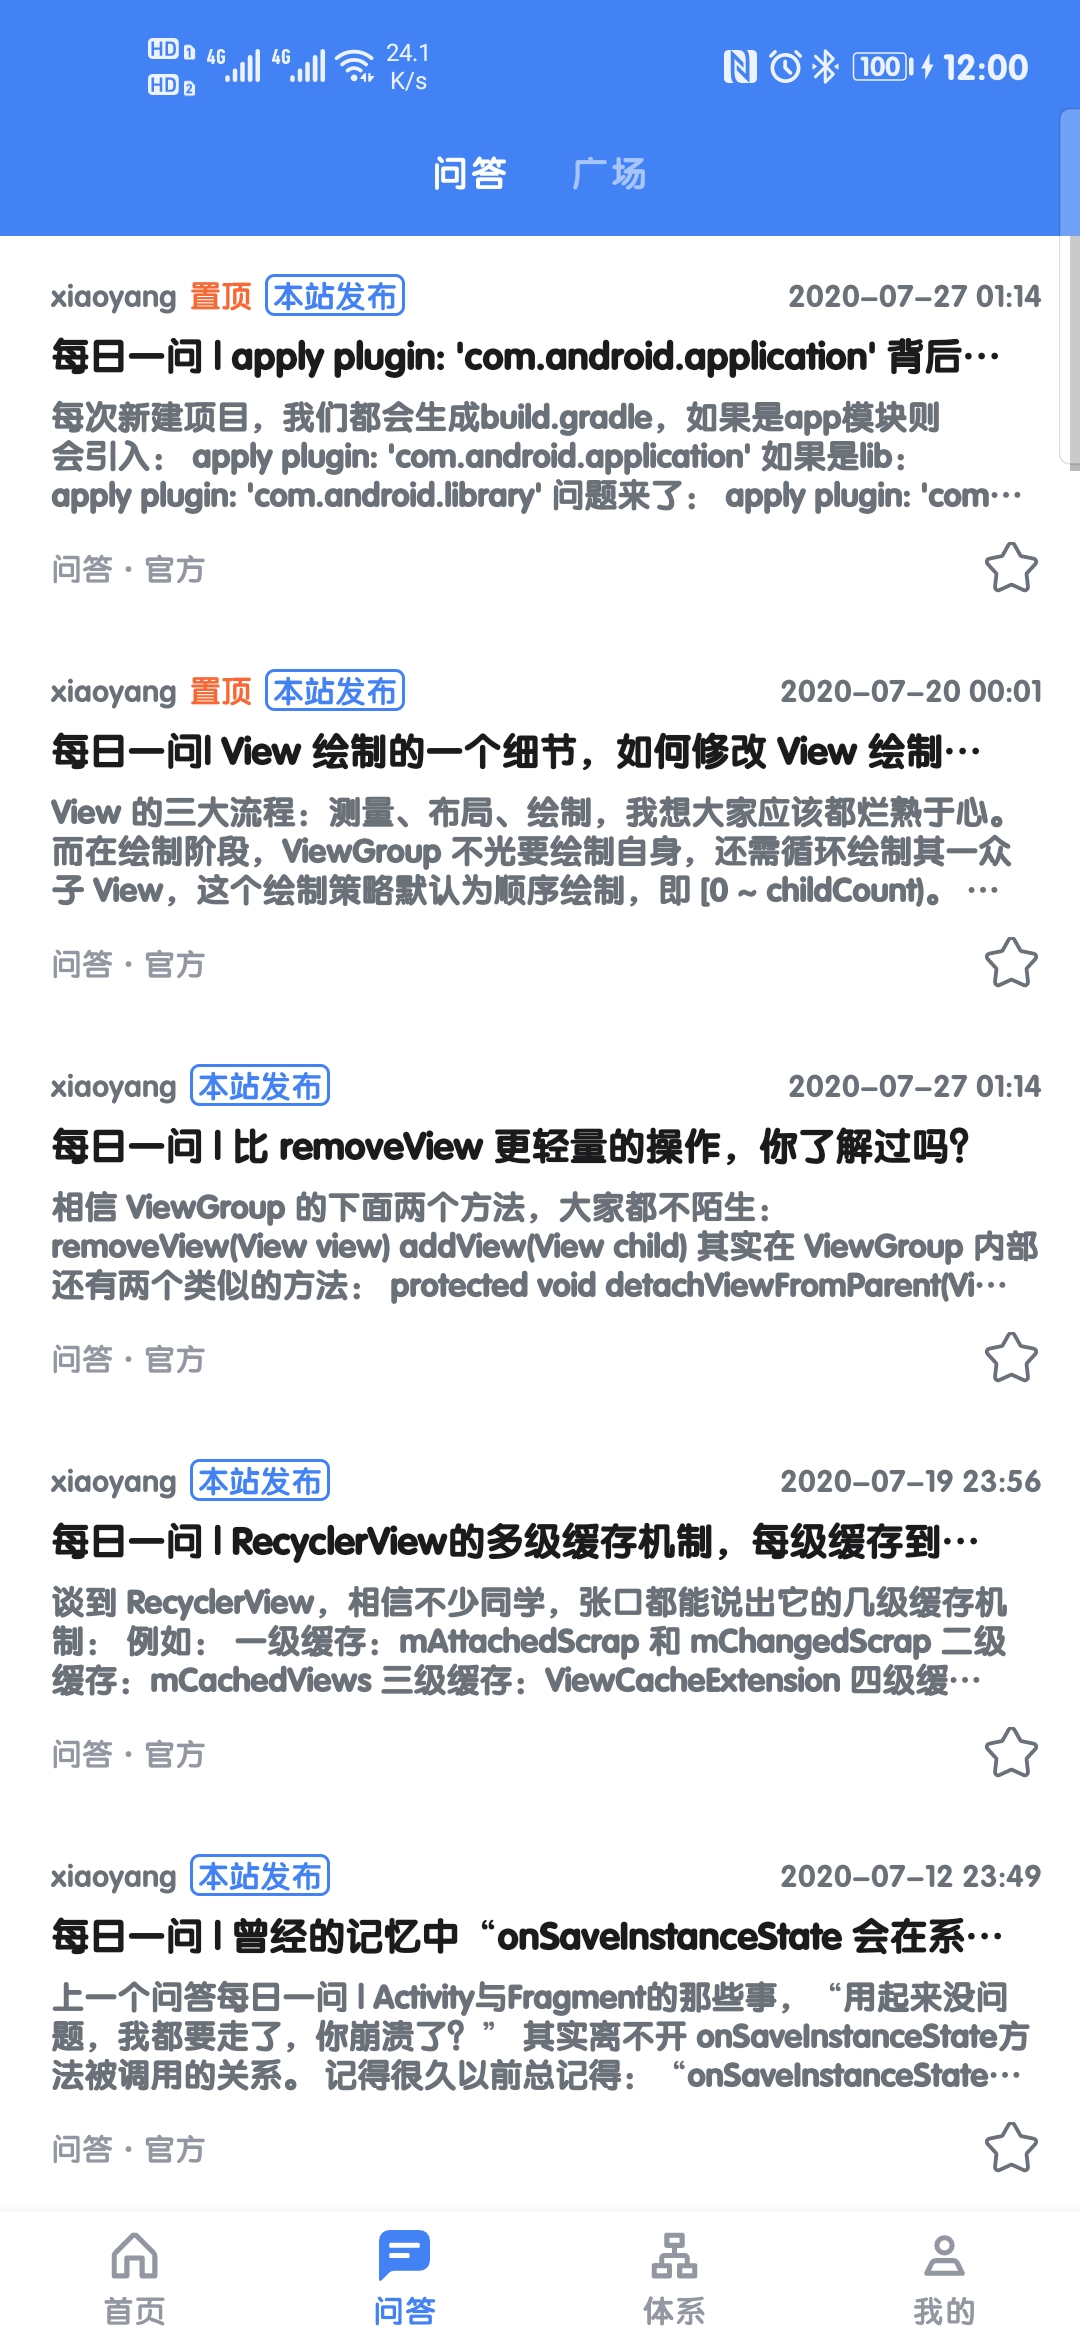 HD 1 4G 4G 24.1
HD 2 K/s
100 12:00
问答 广场
xiaoyang 置顶 本站发布 2020-07-27 01:14
每日一问 | apply plugin: 'com.android.application' 背后…
每次新建项目，我们都会生成build.gradle，如果是app模块则
会引入： apply plugin: 'com.android.application' 如果是lib：
apply plugin: 'com.android.library' 问题来了： apply plugin: 'com…
问答 · 官方
xiaoyang 置顶 本站发布 2020-07-20 00:01
每日一问| View 绘制的一个细节，如何修改 View 绘制…
View 的三大流程：测量、布局、绘制，我想大家应该都烂熟于心。
而在绘制阶段，ViewGroup 不光要绘制自身，还需循环绘制其一众
子 View，这个绘制策略默认为顺序绘制，即 [0 ~ childCount)。 …
问答 · 官方
xiaoyang 本站发布 2020-07-27 01:14
每日一问 | 比 removeView 更轻量的操作，你了解过吗？
相信 ViewGroup 的下面两个方法，大家都不陌生：
removeView(View view) addView(View child) 其实在 ViewGroup 内部
还有两个类似的方法： protected void detachViewFromParent(Vi…
问答 · 官方
xiaoyang 本站发布 2020-07-19 23:56
每日一问 | RecyclerView的多级缓存机制，每级缓存到…
谈到 RecyclerView，相信不少同学，张口都能说出它的几级缓存机
制： 例如： 一级缓存：mAttachedScrap 和 mChangedScrap 二级
缓存：mCachedViews 三级缓存：ViewCacheExtension 四级缓…
问答 · 官方
xiaoyang 本站发布 2020-07-12 23:49
每日一问 | 曾经的记忆中“onSaveInstanceState 会在系…
上一个问答每日一问 | Activity与Fragment的那些事，“用起来没问
题，我都要走了，你崩溃了？” 其实离不开 onSaveInstanceState方
法被调用的关系。 记得很久以前总记得：“onSaveInstanceState…
问答 · 官方
首页 问答 体系 我的